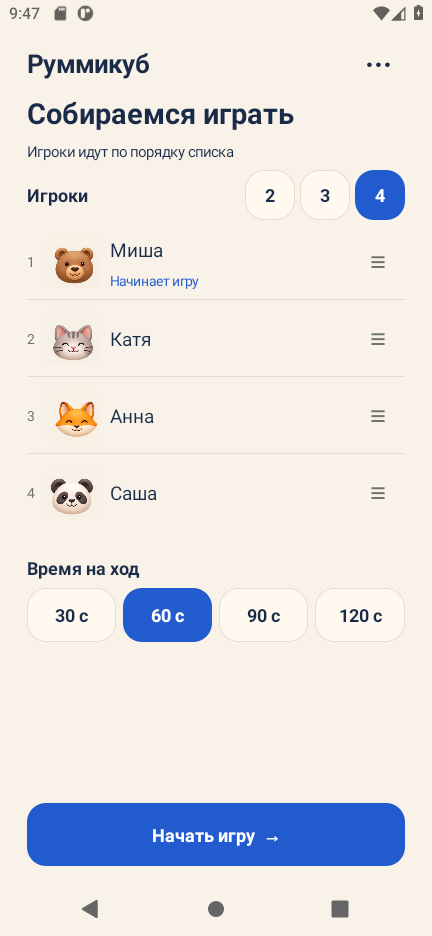 9:47
Руммикуб
Собираемся играть
Игроки идут по порядку списка
Игроки 2 3 4
1 Миша
Начинает игру
2 Катя
3 Анна
4 Саша
Время на ход
30 с 60 с 90 с 120 с
Начать игру →